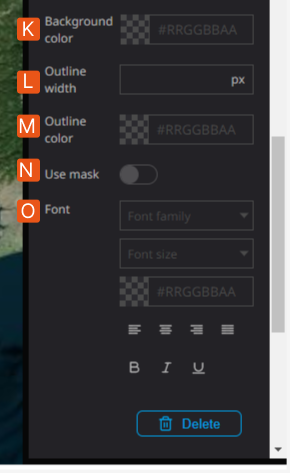 K Background color #RRGGBBAA
L Outline width px
M Outline color #RRGGBBAA
N Use mask
O Font Font family
Font size
#RRGGBBAA
B I U
Delete